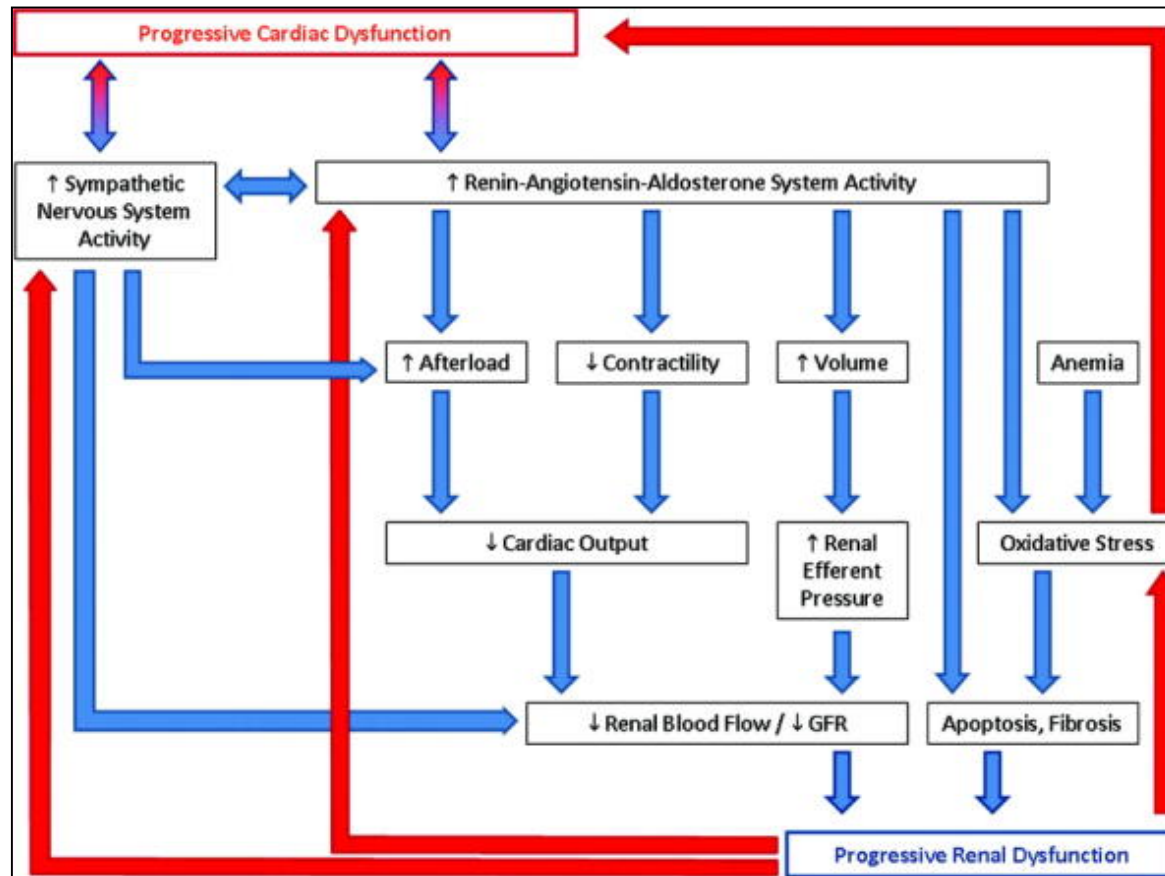 Progressive Cardiac Dysfunction
↑ Sympathetic
Nervous System
Activity
↑ Renin-Angiotensin-Aldosterone System Activity
↑ Afterload
↓ Contractility
↑ Volume
Anemia
↓ Cardiac Output
↑ Renal
Efferent
Pressure
Oxidative Stress
↓ Renal Blood Flow / ↓ GFR
Apoptosis, Fibrosis
Progressive Renal Dysfunction